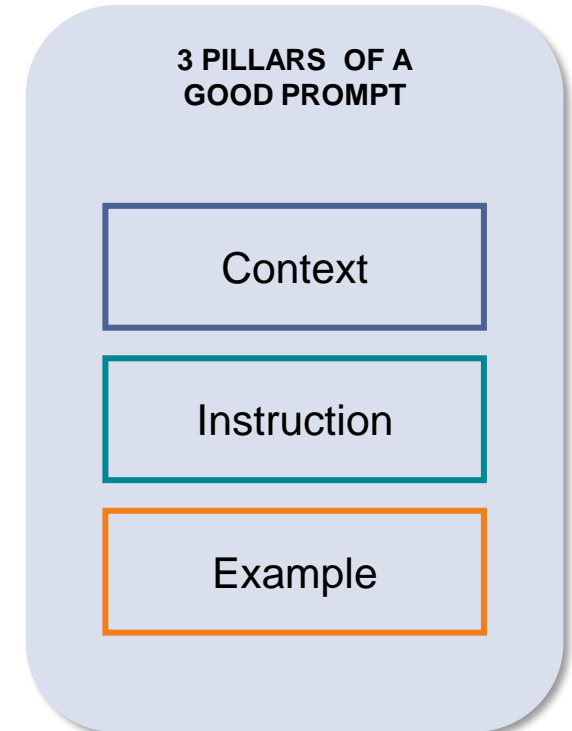 3 PILLARS OF A
GOOD PROMPT
Context
Instruction
Example